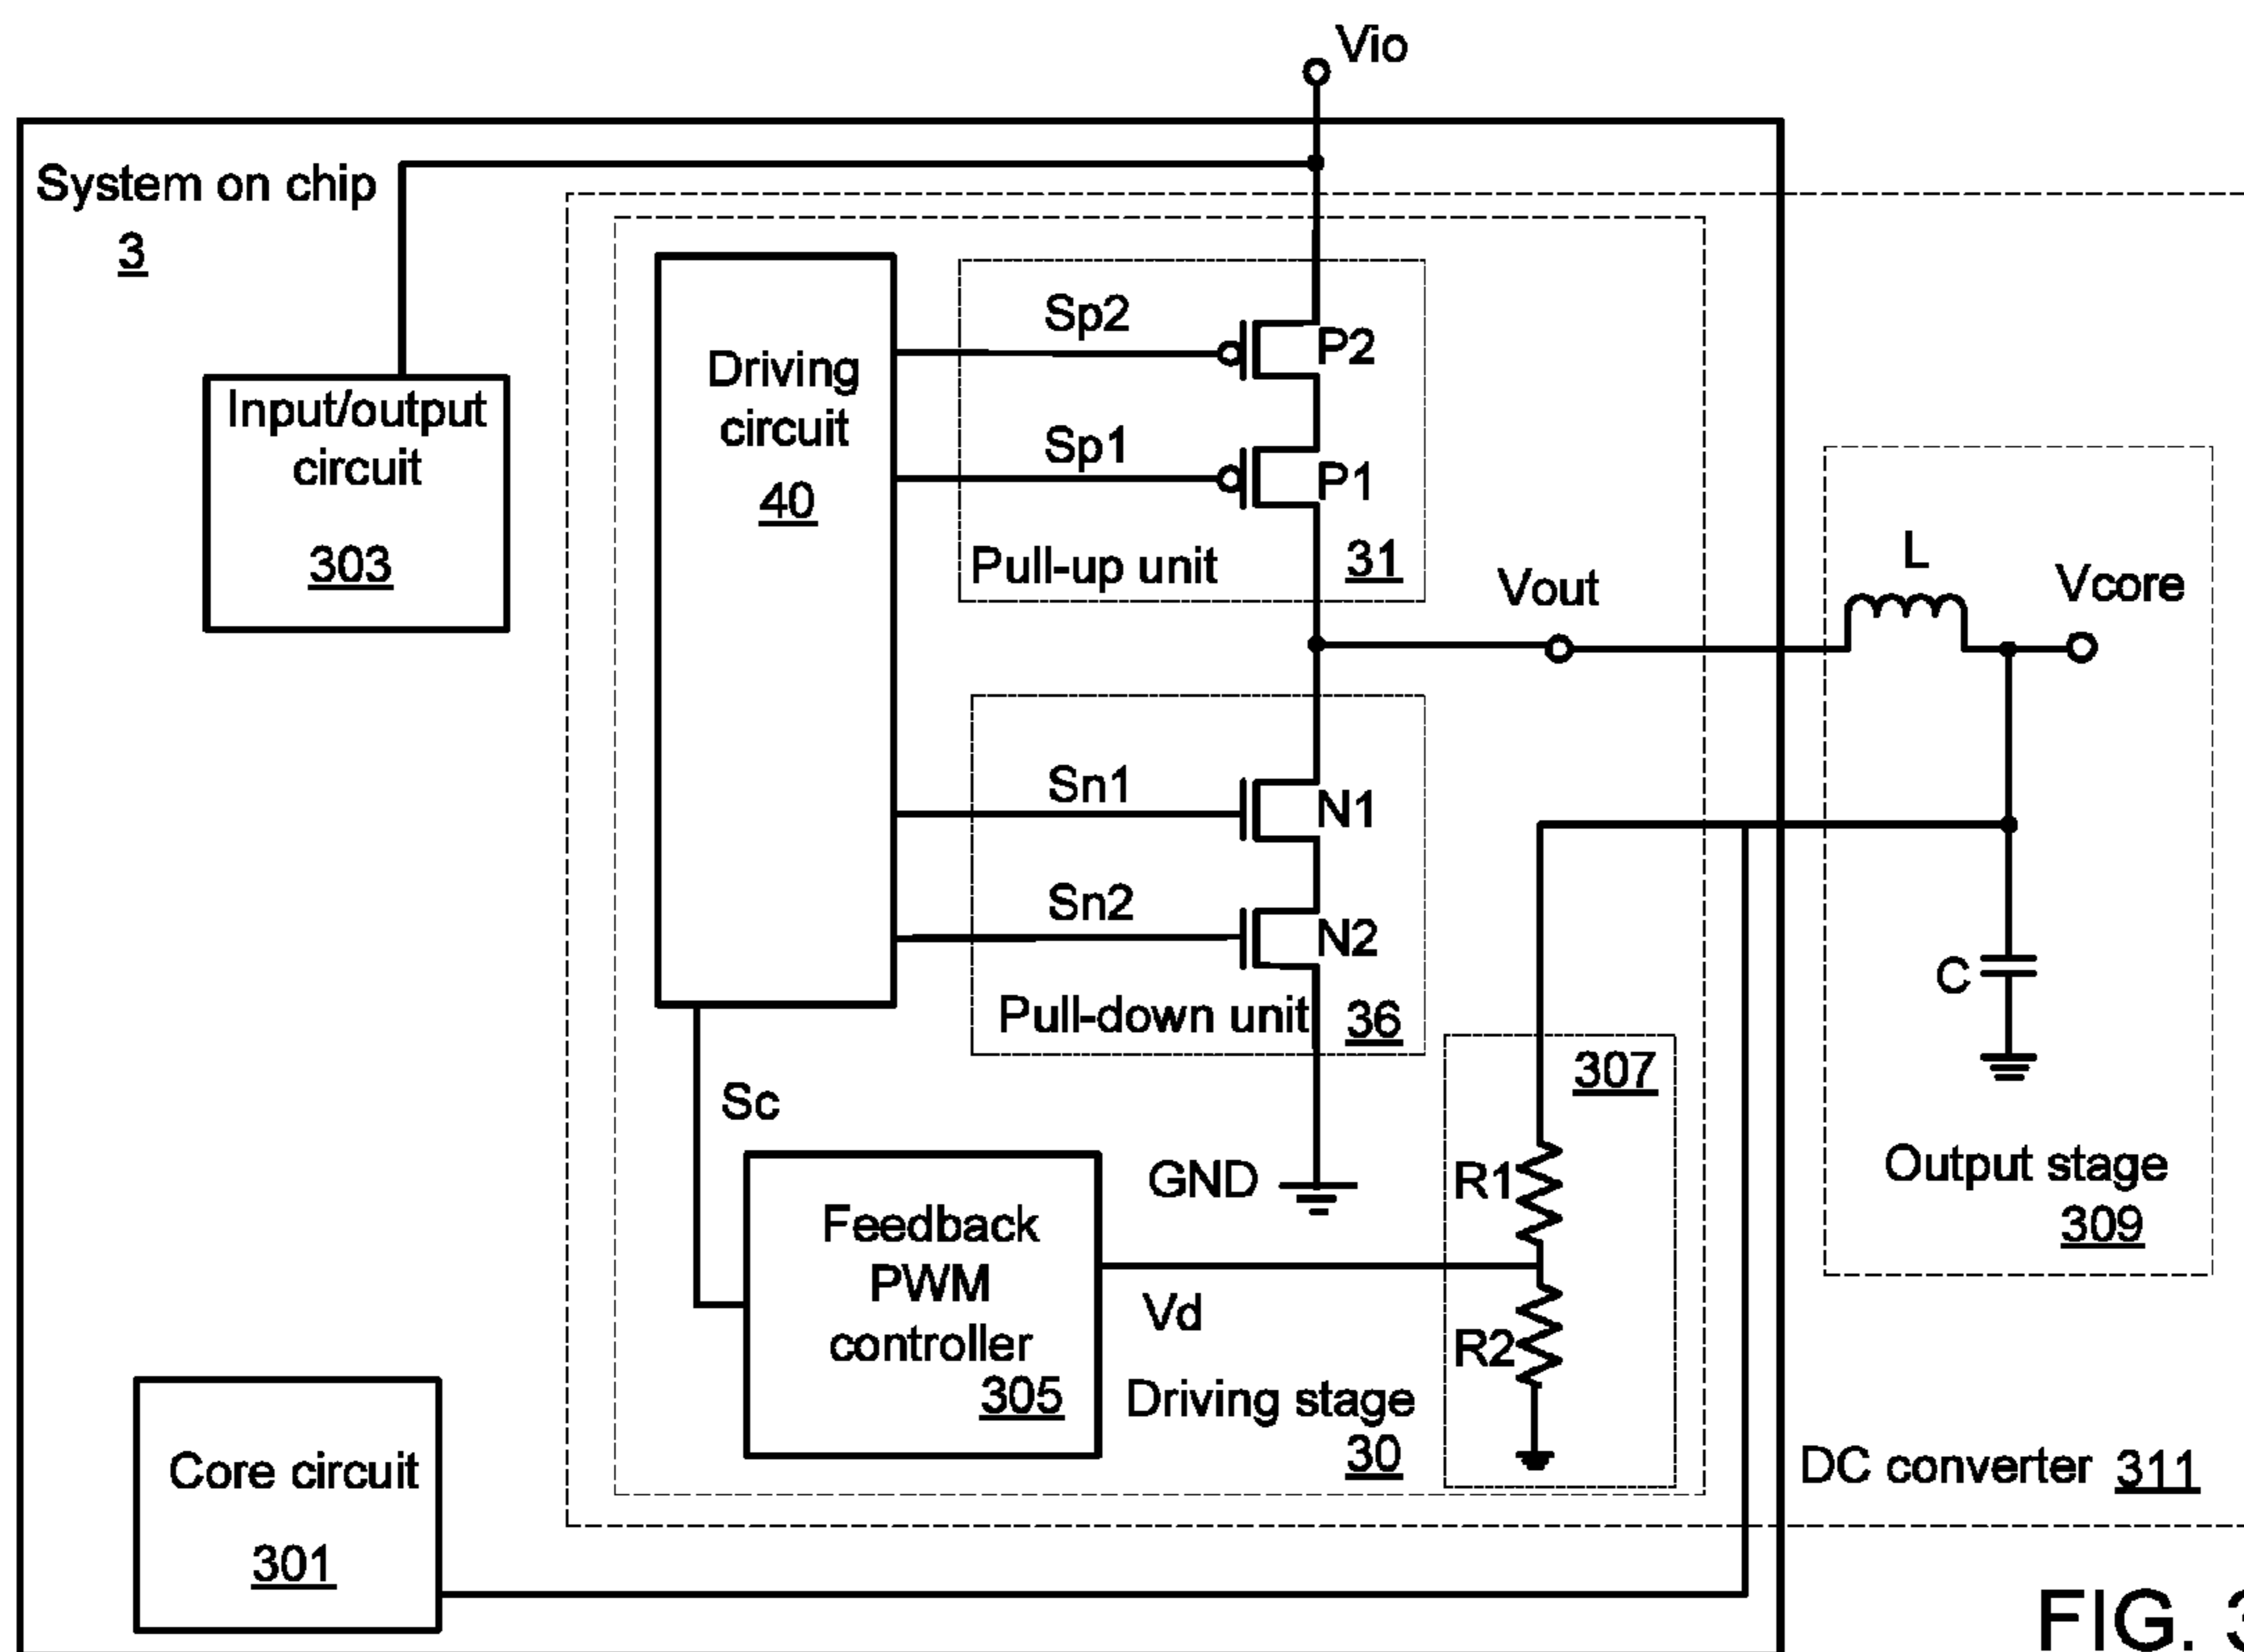 Vio
System on chip
3
Input/output
circuit
303
Driving
circuit
40
Sp2
P2
Sp1
P1
Pull-up unit
31
Vout
L
Vcore
Sn1
N1
Sn2
N2
Pull-down unit
36
C
307
Sc
GND
R1
Output stage
309
Feedback
PWM
controller
305
Vd
R2
Driving stage
30
Core circuit
301
DC converter 311
FIG. 3